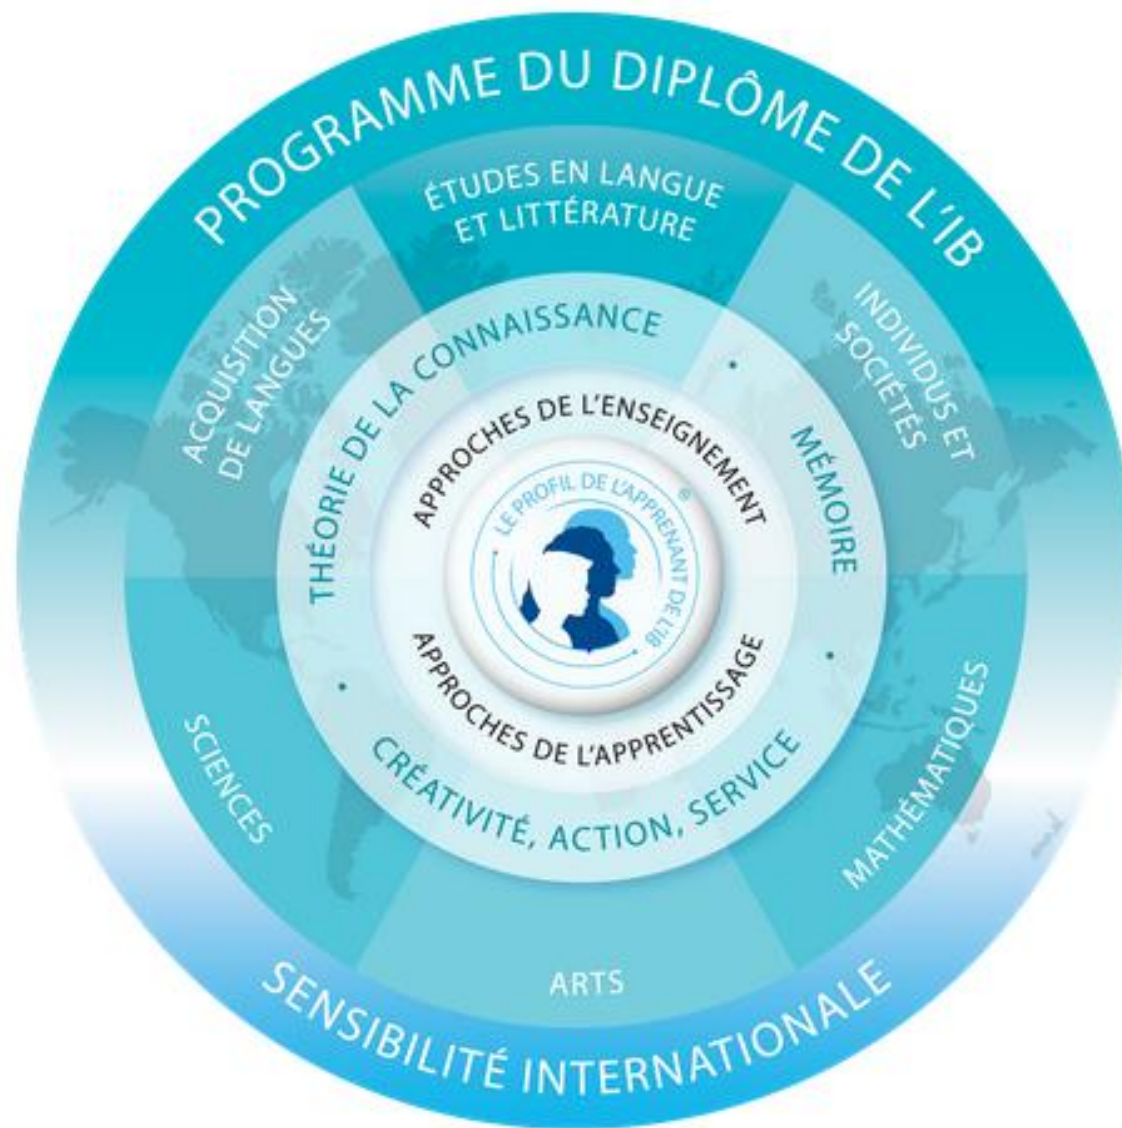 PROGRAMME DU DIPLÔME DE L'IB
ÉTUDES EN LANGUE
ET LITTÉRATURE
ACQUISITION
DE LANGUES
INDIVIDUS ET
SOCIÉTÉS
THÉORIE DE LA CONNAISSANCE
MÉMOIRE
APPROCHES DE L'ENSEIGNEMENT
LE PROFIL DE L'APPRENANT DE L'IB
®
APPROCHES DE L'APPRENTISSAGE
CRÉATIVITÉ, ACTION, SERVICE
SCIENCES
MATHÉMATIQUES
ARTS
SENSIBILITÉ INTERNATIONALE